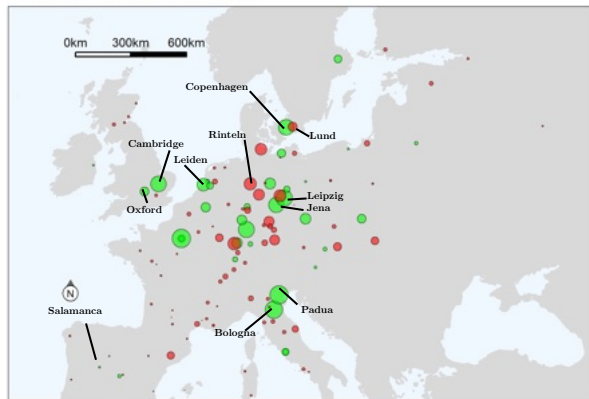 0km 300km 600km
Copenhagen
Rinteln
Lund
Cambridge
Leiden
Oxford
Leipzig
Jena
N
Salamanca
Padua
Bologna